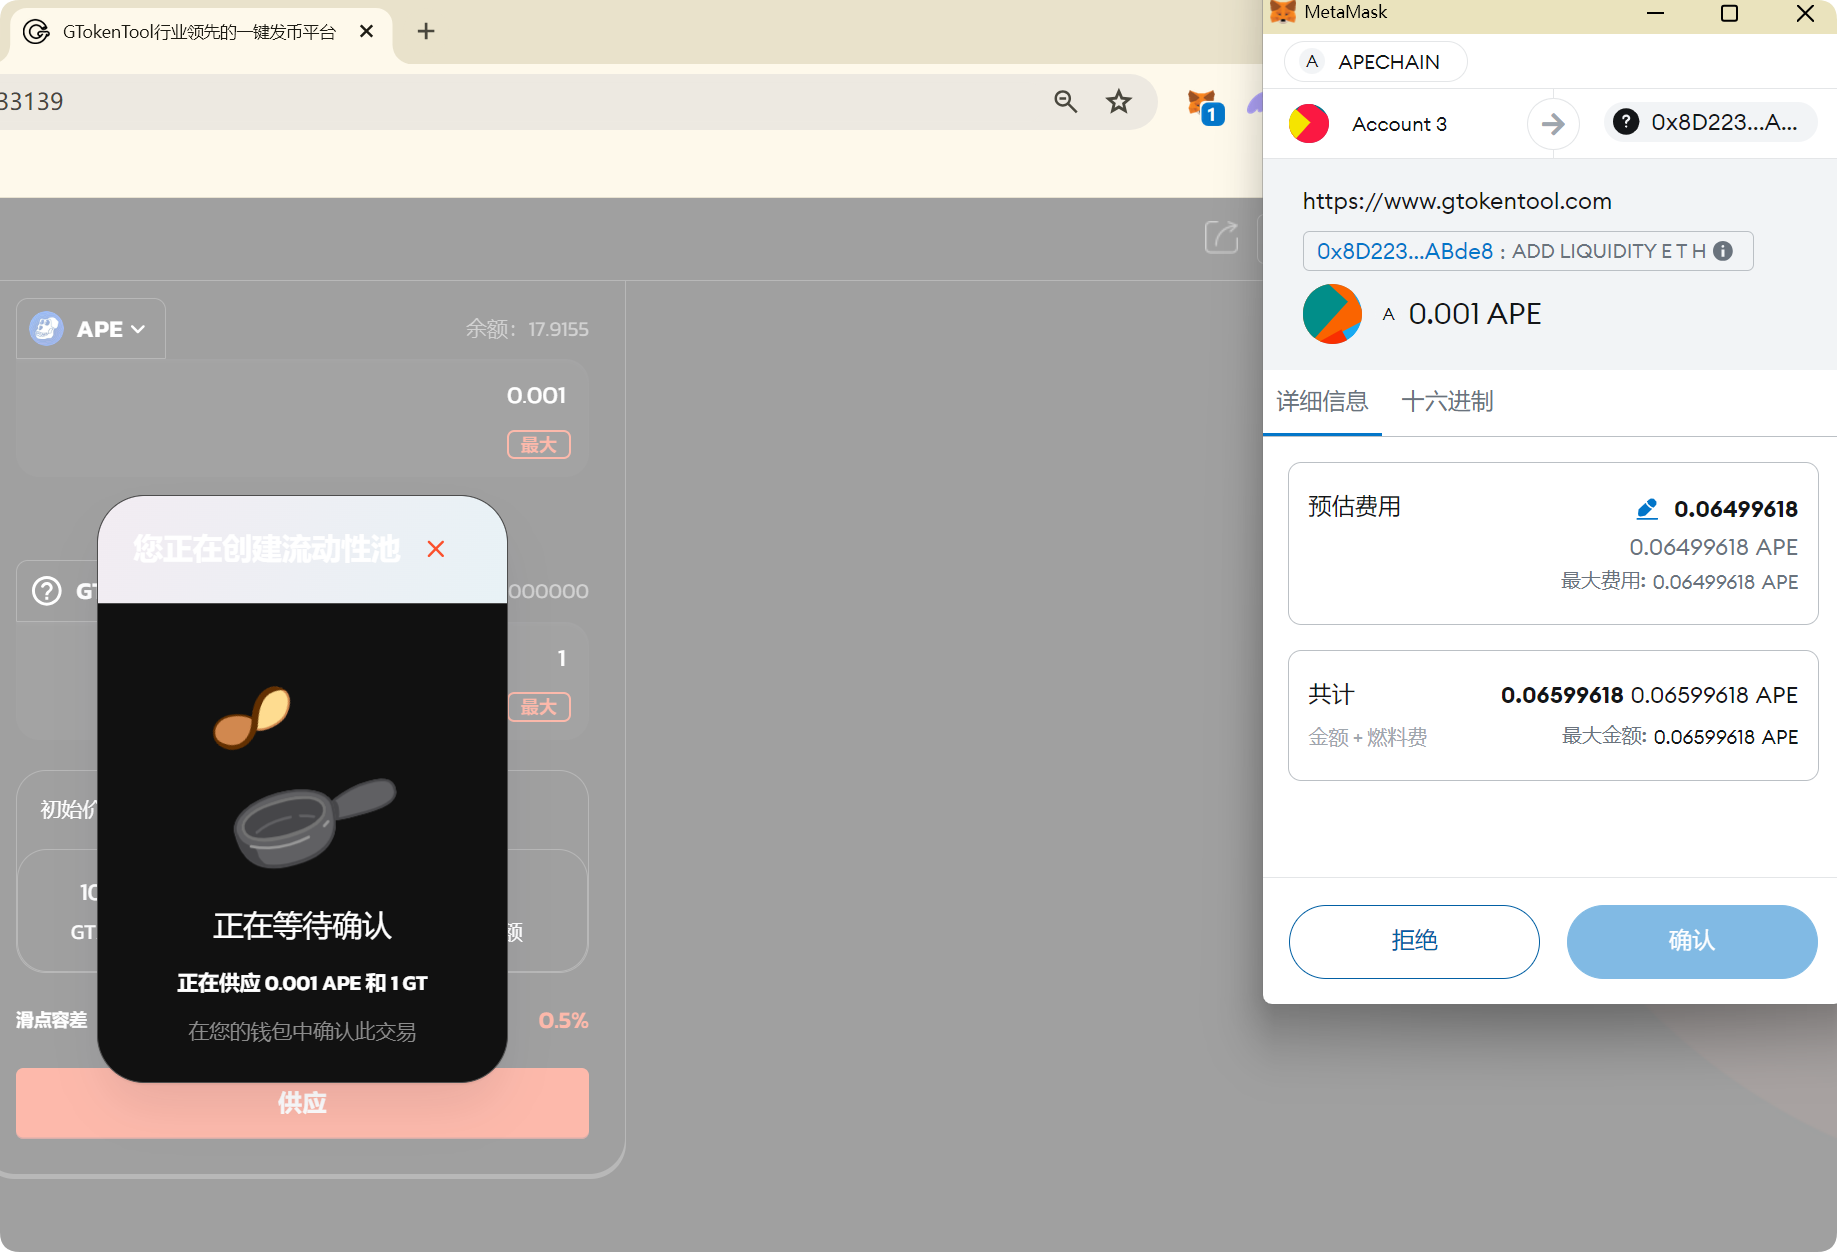 GTokenTool行业领先的一键发币平台
33139
1
APE
余额：17.9155
0.001
最大
您正在创建流动性池
000000
1
最大
初始价
10
GT
额
正在等待确认
正在供应 0.001 APE 和 1 GT
在您的钱包中确认此交易
滑点容差
0.5%
供应
MetaMask
A APECHAIN
Account 3
0x8D223...A...
https://www.gtokentool.com
0x8D223...ABde8 : ADD LIQUIDITY E T H
A 0.001 APE
详细信息
十六进制
预估费用
0.06499618
0.06499618 APE
最大费用: 0.06499618 APE
共计
0.06599618 0.06599618 APE
金额 + 燃料费
最大金额: 0.06599618 APE
拒绝
确认